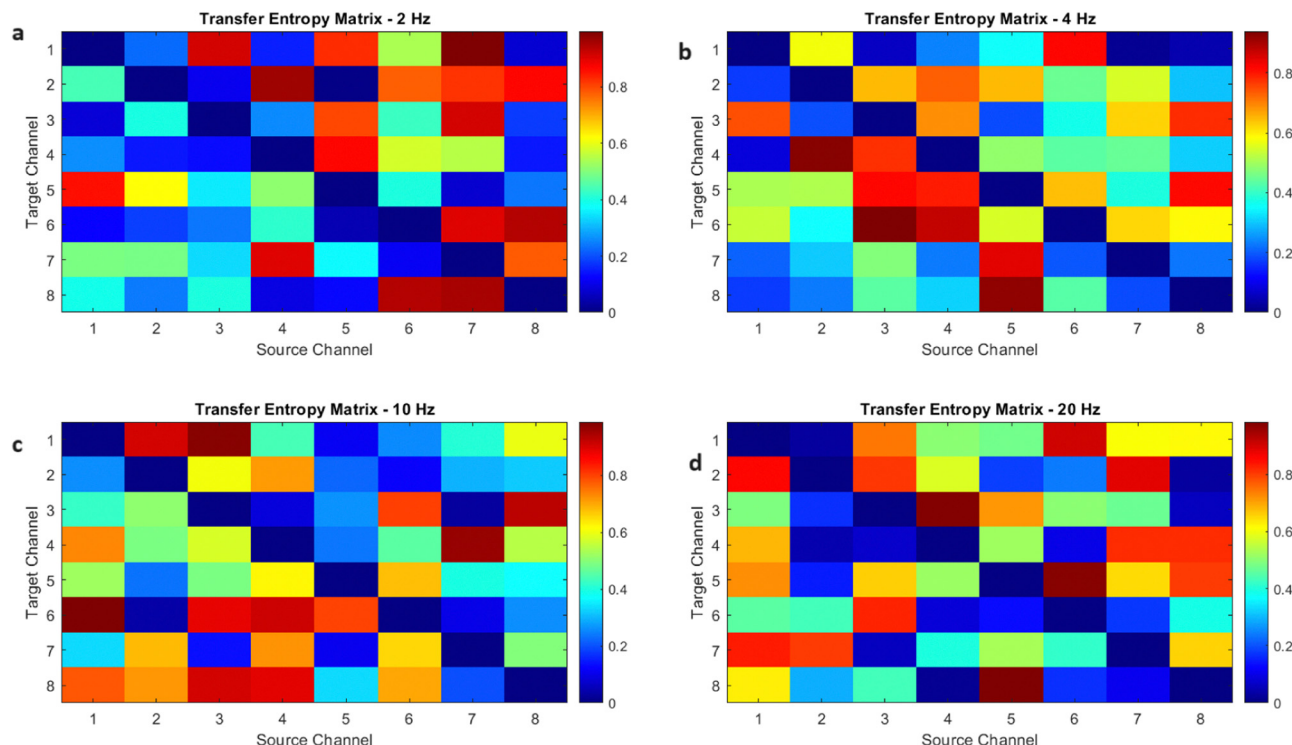 a
Transfer Entropy Matrix - 2 Hz
Target Channel
1
2
3
4
5
6
7
8
1 2 3 4 5 6 7 8
Source Channel
0.8
0.6
0.4
0.2
0
b
Transfer Entropy Matrix - 4 Hz
Target Channel
1
2
3
4
5
6
7
8
1 2 3 4 5 6 7 8
Source Channel
0.8
0.6
0.4
0.2
0
c
Transfer Entropy Matrix - 10 Hz
Target Channel
1
2
3
4
5
6
7
8
1 2 3 4 5 6 7 8
Source Channel
0.8
0.6
0.4
0.2
0
d
Transfer Entropy Matrix - 20 Hz
Target Channel
1
2
3
4
5
6
7
8
1 2 3 4 5 6 7 8
Source Channel
0.8
0.6
0.4
0.2
0